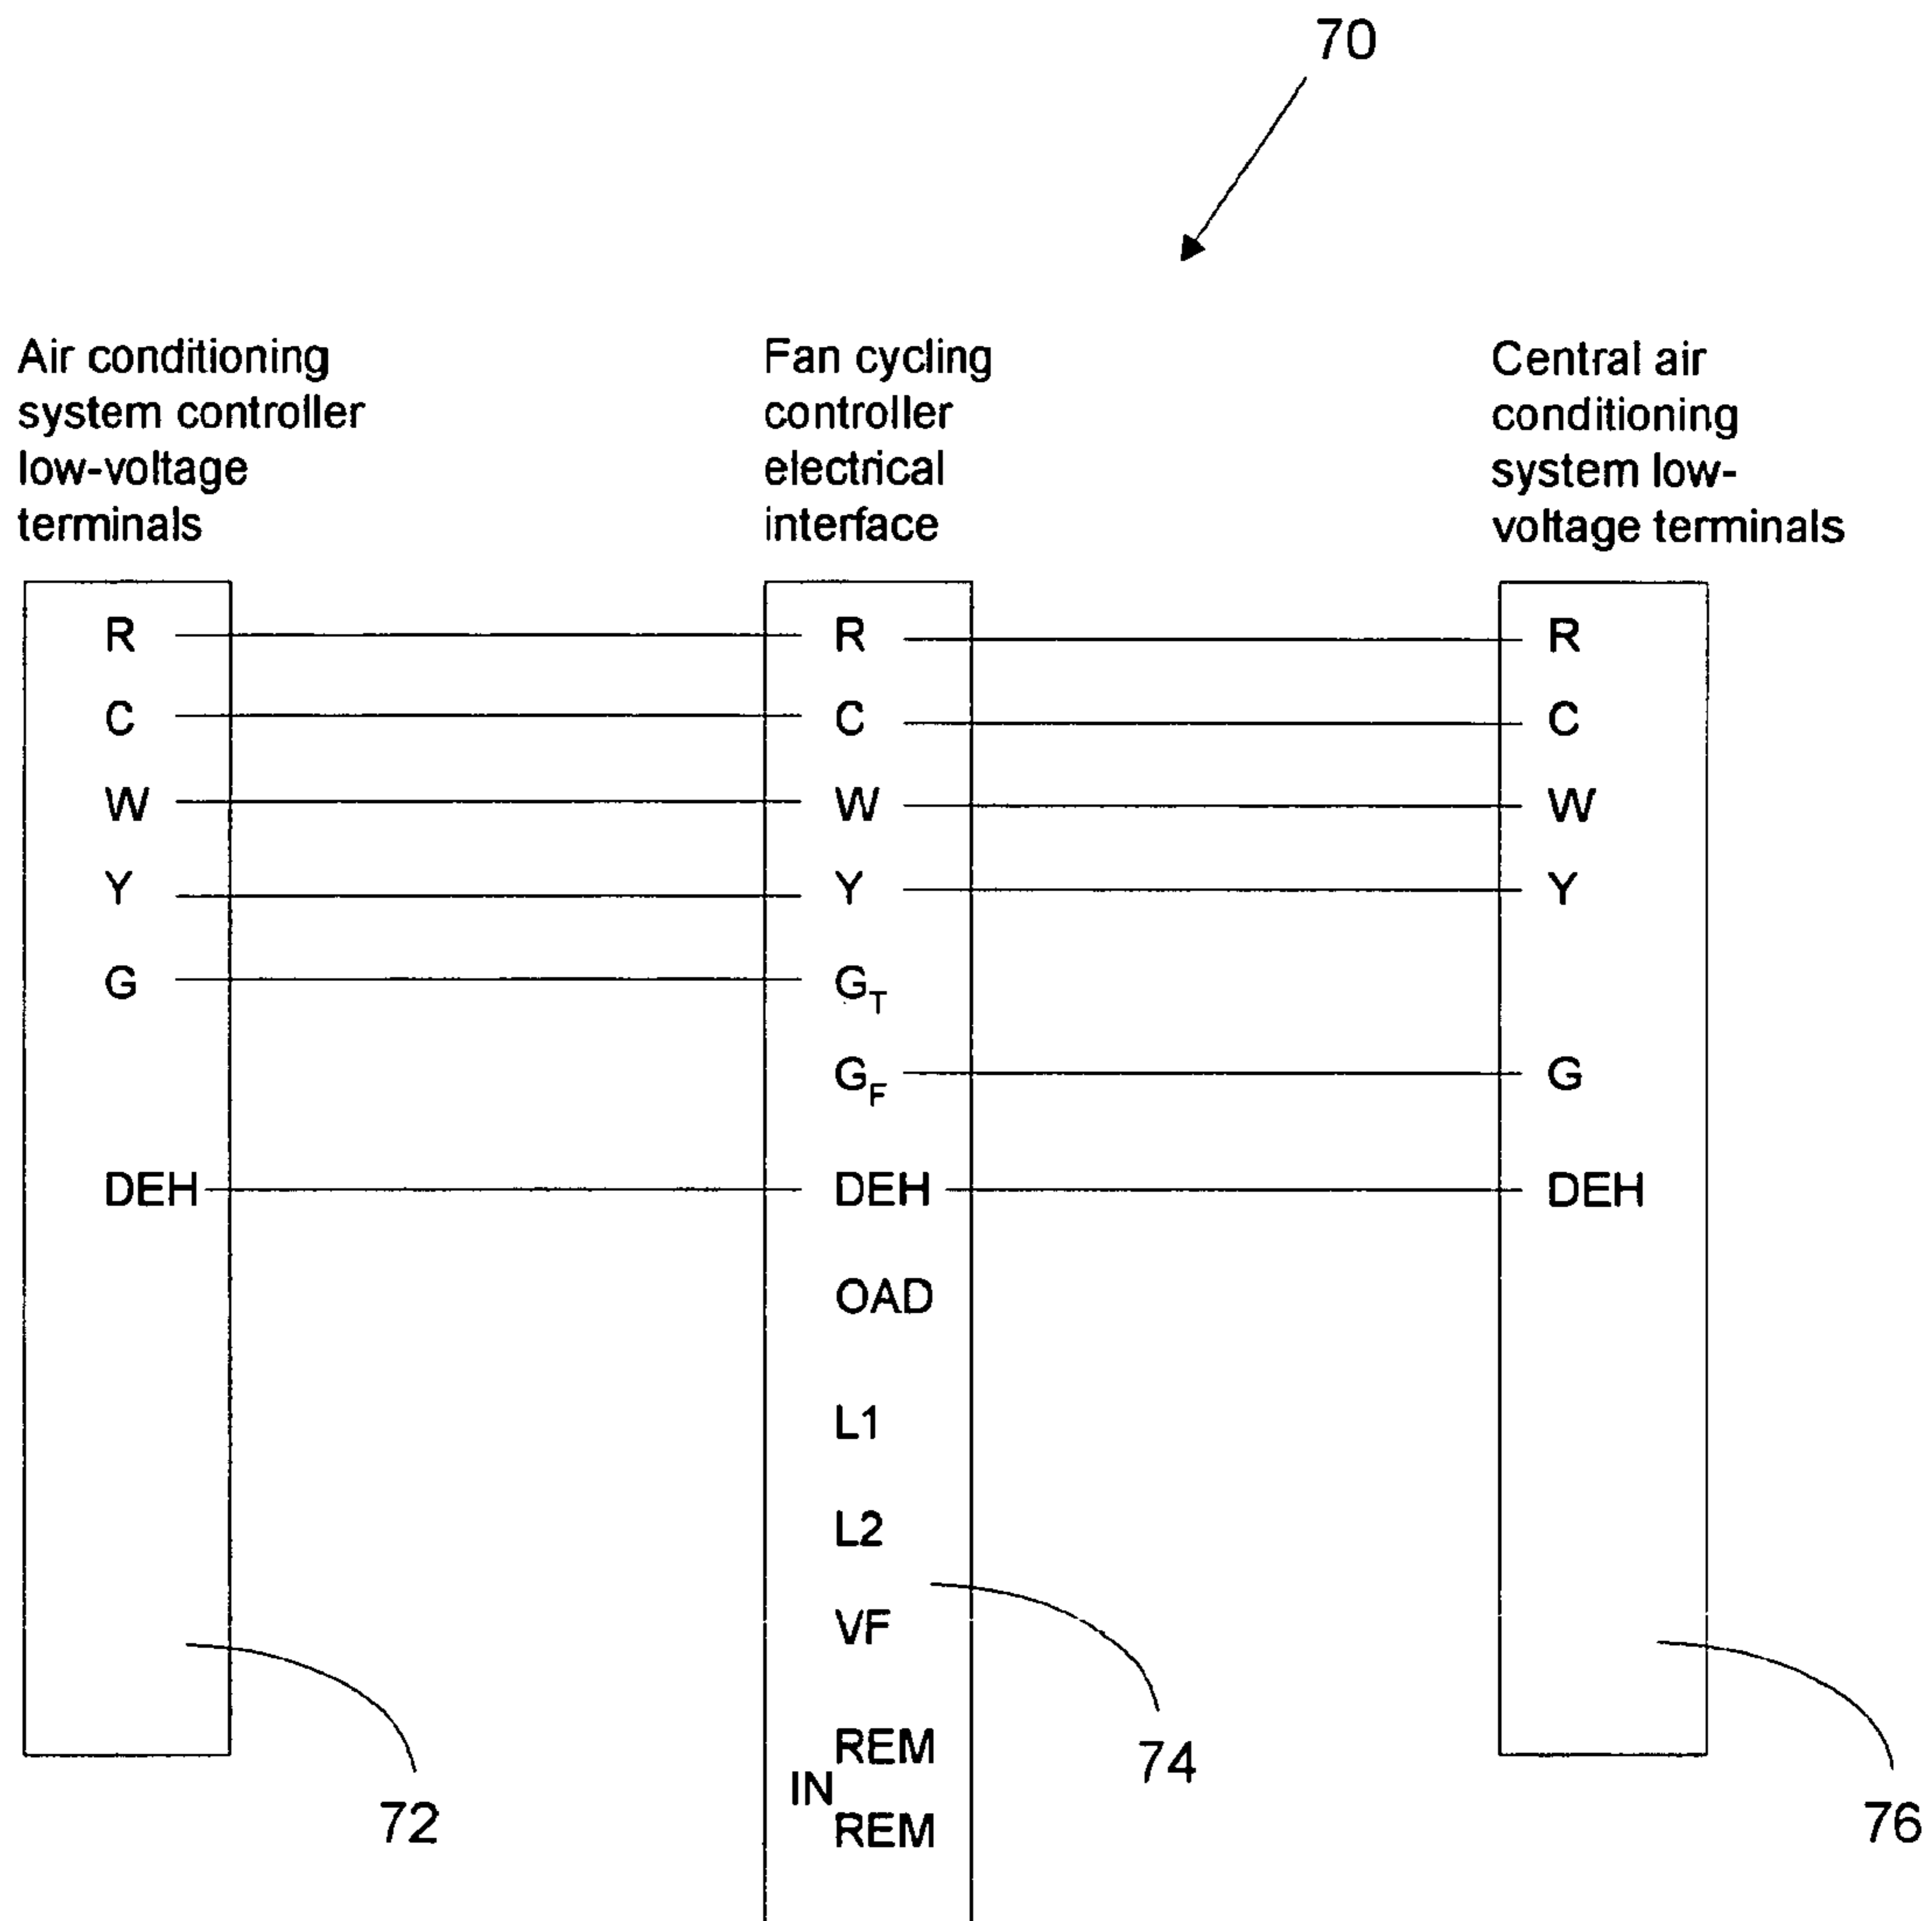 70
Air conditioning
system controller
low-voltage
terminals
Fan cycling
controller
electrical
interface
Central air
conditioning
system low-
voltage terminals
R R R
C C C
W W W
Y Y Y
G GT
GF G
DEH DEH DEH
OAD
L1
L2
VF
REM
IN
REM
72
74
76